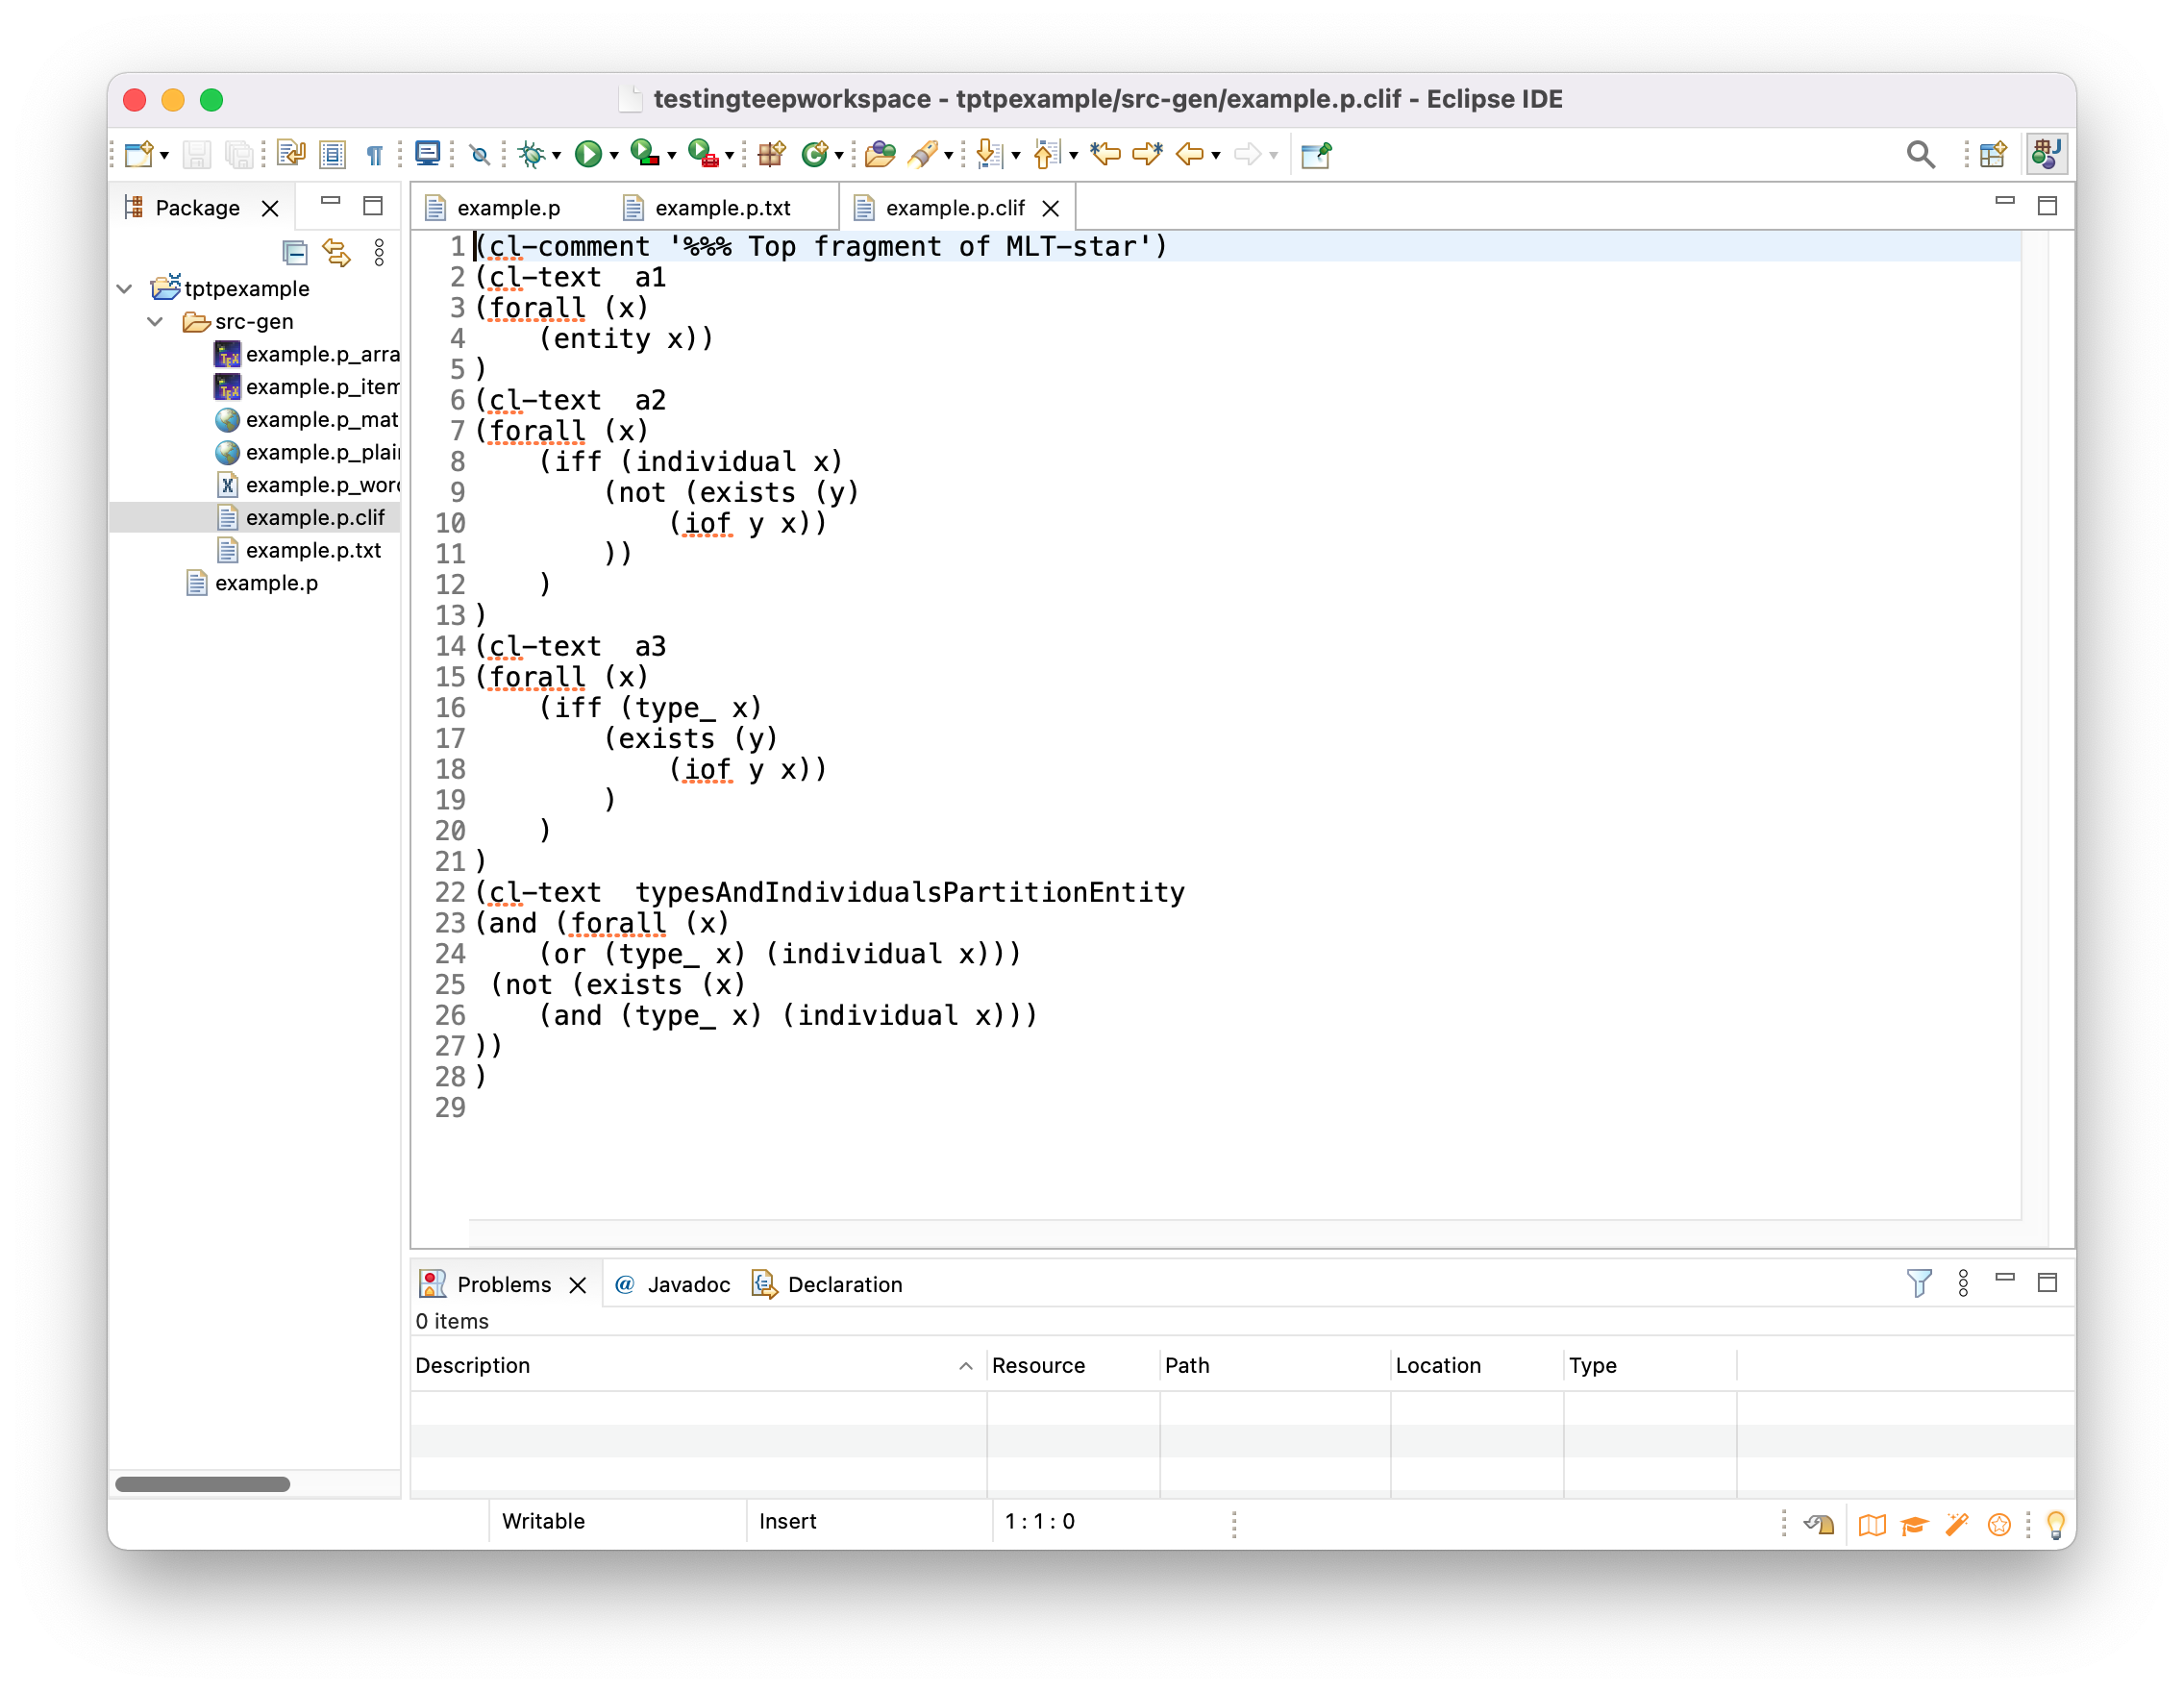 testingteepworkspace - tptpexample/src-gen/example.p.clif - Eclipse IDE
Package
tptpexample
src-gen
example.p_arra
example.p_item
example.p_mat
example.p_plai
example.p_word
example.p.clif
example.p.txt
example.p
example.p example.p.txt example.p.clif
1 (cl-comment '%%% Top fragment of MLT-star')
2 (cl-text  a1
3 (forall (x)
4     (entity x))
5 )
6 (cl-text  a2
7 (forall (x)
8     (iff (individual x)
9         (not (exists (y)
10             (iof y x))
11         ))
12     )
13 )
14 (cl-text  a3
15 (forall (x)
16     (iff (type_ x)
17         (exists (y)
18             (iof y x))
19         )
20     )
21 )
22 (cl-text  typesAndIndividualsPartitionEntity
23 (and (forall (x)
24     (or (type_ x) (individual x)))
25  (not (exists (x)
26     (and (type_ x) (individual x)))
27 ))
28 )
29
Problems @ Javadoc Declaration
0 items
Description Resource Path Location Type
Writable Insert 1 : 1 : 0